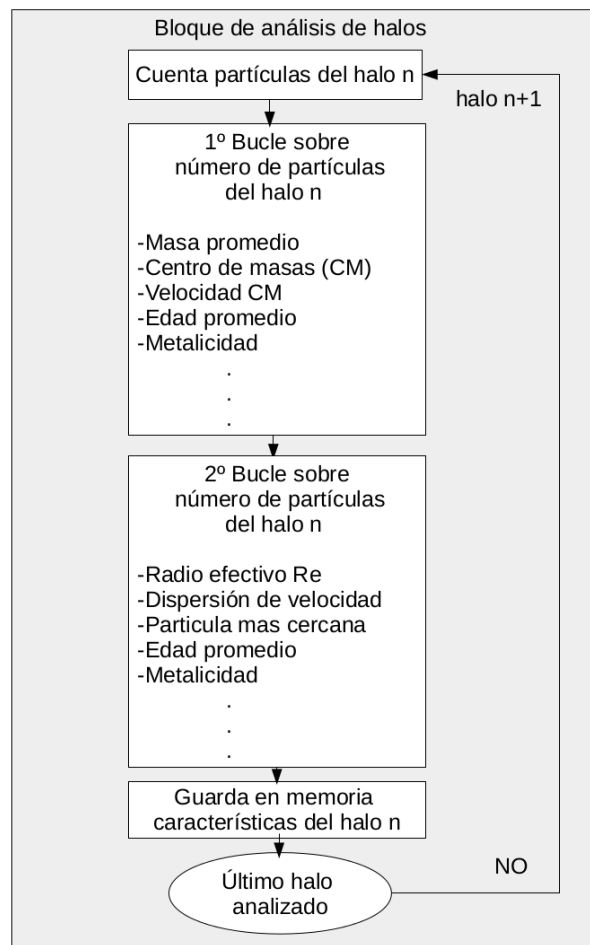 Bloque de análisis de halos
Cuenta partículas del halo n
halo n+1
1º Bucle sobre
número de partículas
del halo n
-Masa promedio
-Centro de masas (CM)
-Velocidad CM
-Edad promedio
-Metalicidad
.
.
.
2º Bucle sobre
número de partículas
del halo n
-Radio efectivo Re
-Dispersión de velocidad
-Particula mas cercana
-Edad promedio
-Metalicidad
.
.
.
Guarda en memoria
características del halo n
Último halo
analizado
NO